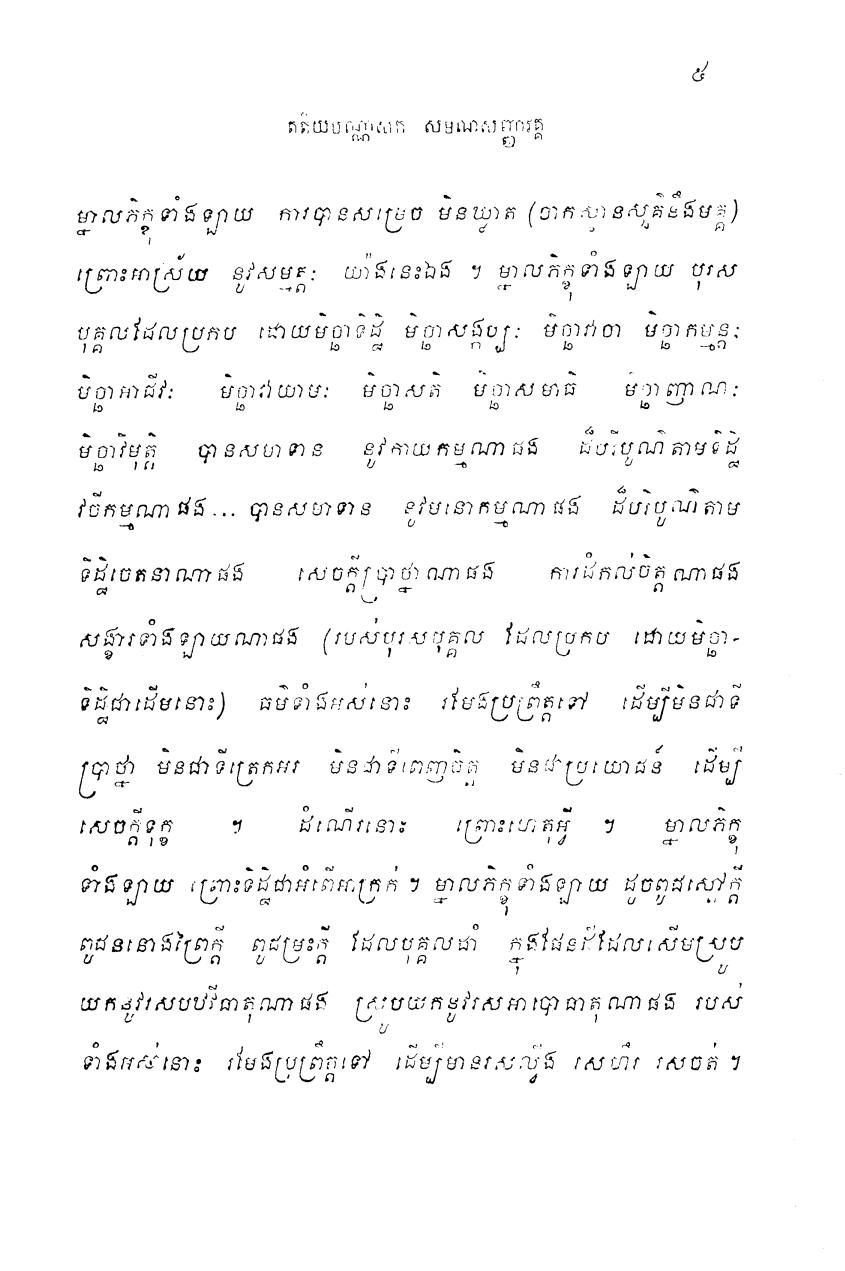 ៥
តតិយបណ្ណាសក សមណសញ្ញាវគ្គ
ម្នាលភិក្ខុទាំងឡាយ ការបានសម្រេច មិនឃ្លាត (ចាកស្ថានសួគ៌និងមគ្គ)
ព្រោះអាស្រ័យ នូវសម្មត្តៈ យ៉ាងនេះឯង ។ ម្នាលភិក្ខុទាំងឡាយ បុរស
បុគ្គលដែលប្រកប ដោយមិច្ឆាទិដ្ឋិ មិច្ឆាសង្កប្បៈ មិច្ឆាវាចា មិច្ឆាកម្មន្តៈ
មិច្ឆាអាជីវៈ មិច្ឆាវាយាមៈ មិច្ឆាសតិ មិច្ឆាសមាធិ មិច្ឆាញាណៈ
មិច្ឆាវិមុត្តិ បានសមាទាន នូវកាយកម្មណាផង ដ៏បរិបូណ៌តាមទិដ្ឋិ
វចីកម្មណាផង... បានសមាទាន នូវមនោកម្មណាផង ដ៏បរិបូណ៌តាម
ទិដ្ឋិចេតនាណាផង សេចក្តីប្រាថ្នាណាផង ការដំកល់ចិត្តណាផង
សង្ខារទាំងឡាយណាផង (របស់បុរសបុគ្គល ដែលប្រកប ដោយមិច្ឆា-
ទិដ្ឋិជាដើមនោះ) ធម៌ទាំងអស់នោះ រមែងប្រព្រឹត្តទៅ ដើម្បីមិនជាទី
ប្រាថ្នា មិនជាទីត្រេកអរ មិនជាទីពេញចិត្ត មិនជាប្រយោជន៍ ដើម្បី
សេចក្តីទុក្ខ ។ ដំណើរនោះ ព្រោះហេតុអ្វី ។ ម្នាលភិក្ខុ
ទាំងឡាយ ព្រោះទិដ្ឋិជាអំពើអាក្រក់ ។ ម្នាលភិក្ខុទាំងឡាយ ដូចពូជស្ដៅក្តី
ពូជននោងព្រៃក្តី ពូជម្រះក្តី ដែលបុគ្គលដាំ ក្នុងផែនដីដែលសើមស្រូប
យកនូវរសបឋវីធាតុណាផង ស្រូបយកនូវរសអាបោធាតុណាផង របស់
ទាំងអស់នោះ រមែងប្រព្រឹត្តទៅ ដើម្បីមានរសល្វីង រសហឹរ រសចត់ ។